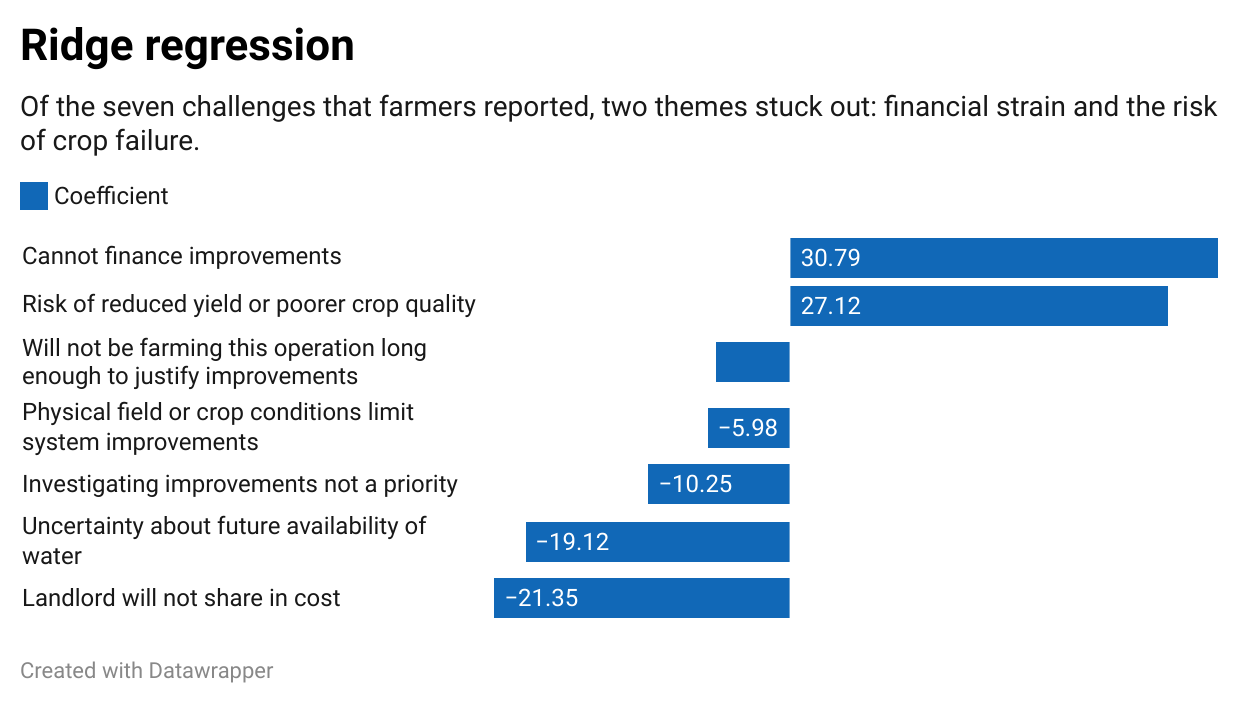 Ridge regression
Of the seven challenges that farmers reported, two themes stuck out: financial strain and the risk
of crop failure.
Coefficient
Cannot finance improvements
30.79
Risk of reduced yield or poorer crop quality
27.12
Will not be farming this operation long
enough to justify improvements
Physical field or crop conditions limit
system improvements
−5.98
Investigating improvements not a priority
−10.25
Uncertainty about future availability of
water
−19.12
Landlord will not share in cost
−21.35
Created with Datawrapper